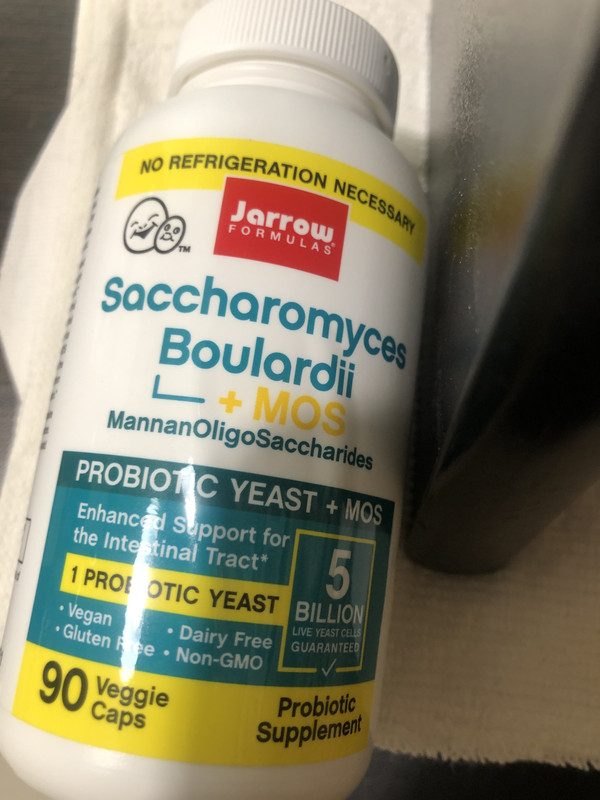 NO REFRIGERATION NECESSARY
Jarrow
FORMULAS®
TM
Saccharomyces
Boulardii
+ MOS
MannanOligoSaccharides
PROBIOTIC YEAST + MOS
Enhanced Support for
the Intestinal Tract*
1 PROBIOTIC YEAST
• Vegan • Dairy Free
• Gluten Free • Non-GMO
5
BILLION
LIVE YEAST CELLS
GUARANTEED
90 Veggie
Caps
Probiotic
Supplement